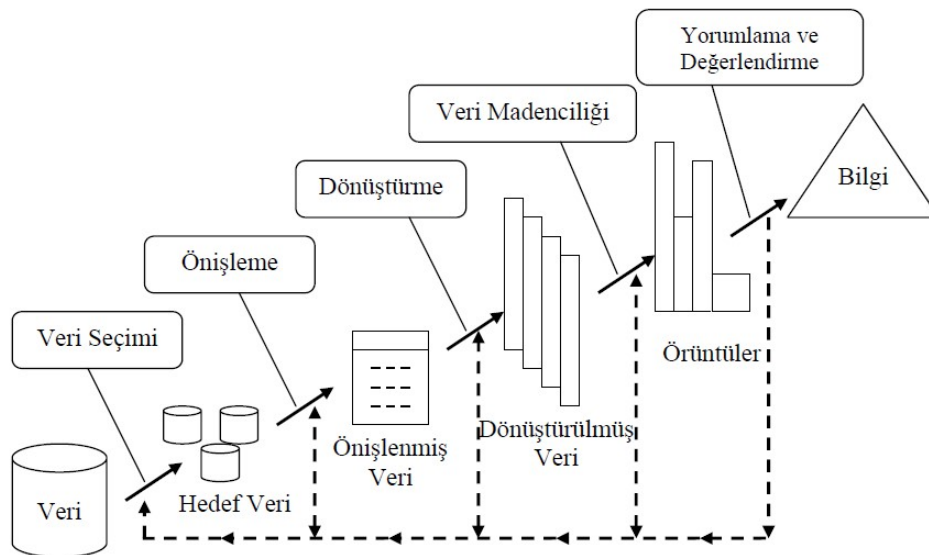 Yorumlama ve
Değerlendirme
Veri Madenciliği
Bilgi
Dönüştürme
Önişleme
Veri Seçimi
Örüntüler
Dönüştürülmüş
Veri
Önişlenmiş
Veri
Hedef Veri
Veri